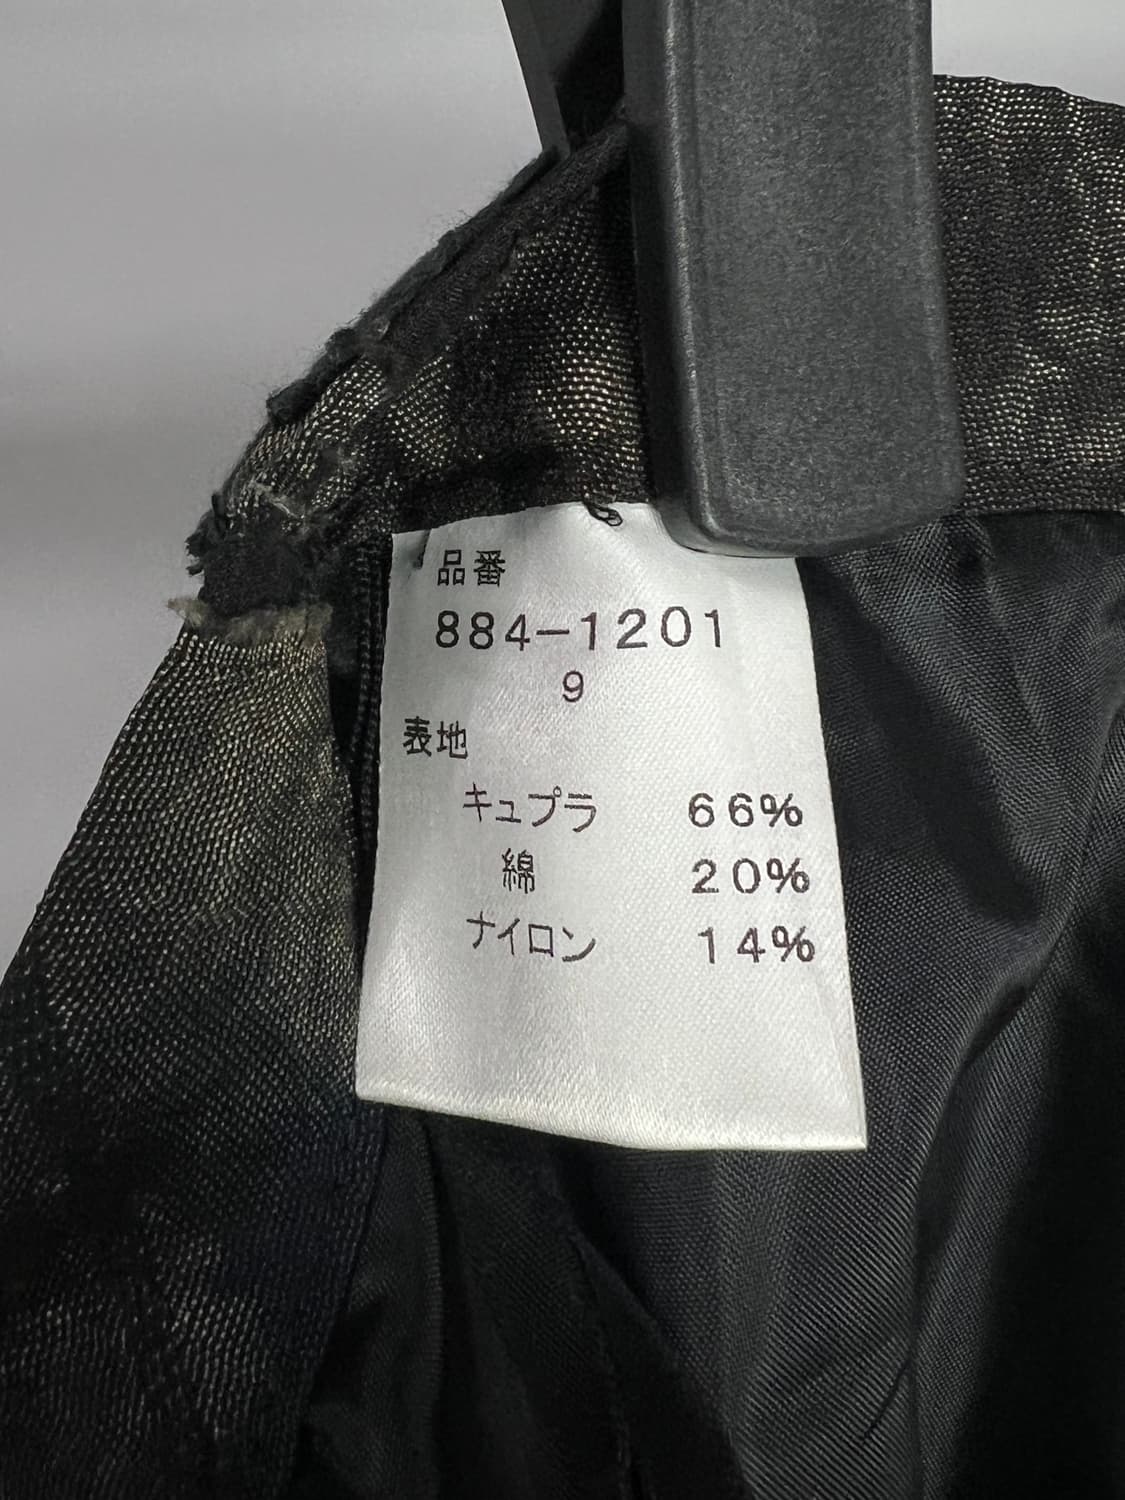 品番
884-1201
9
表地
キュプラ 66%
綿 20%
ナイロン 14%